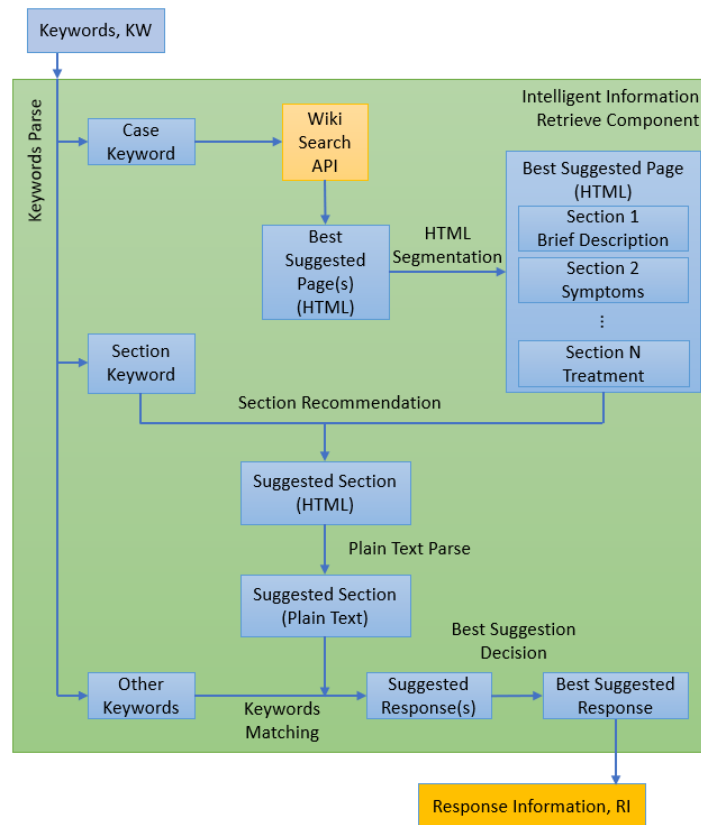 Keywords, KW
Keywords Parse
Intelligent Information
Retrieve Component
Case
Keyword
Wiki
Search
API
Best
Suggested
Page(s)
(HTML)
HTML
Segmentation
Best Suggested Page
(HTML)
Section 1
Brief Description
Section 2
Symptoms
...
Section N
Treatment
Section
Keyword
Section Recommendation
Suggested Section
(HTML)
Plain Text Parse
Suggested Section
(Plain Text)
Best Suggestion
Decision
Other
Keywords
Keywords
Matching
Suggested
Response(s)
Best Suggested
Response
Response Information, RI